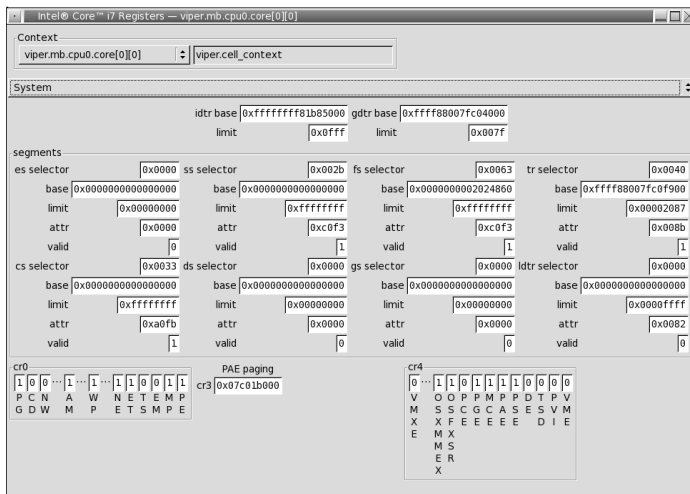 Intel® Core™ i7 Registers — viper.mb.cpu0.core[0][0]
Context
viper.mb.cpu0.core[0][0] viper.cell_context
System
idtr base 0xffffffff81b85000 gdtr base 0xffff88007fc04000
limit 0x0fff limit 0x007f
segments
es selector 0x0000 ss selector 0x002b fs selector 0x0063 tr selector 0x0040
base 0x0000000000000000 base 0x0000000000000000 base 0x0000000002024860 base 0xffff88007fc0f900
limit 0x00000000 limit 0xffffffff limit 0xffffffff limit 0x00002087
attr 0x0000 attr 0xc0f3 attr 0xc0f3 attr 0x008b
valid 0 valid 1 valid 1 valid 1
cs selector 0x0033 ds selector 0x0000 gs selector 0x0000 ldtr selector 0x0000
base 0x0000000000000000 base 0x0000000000000000 base 0x0000000000000000 base 0x0000000000000000
limit 0xffffffff limit 0x00000000 limit 0x00000000 limit 0x0000ffff
attr 0xa0fb attr 0x0000 attr 0x0000 attr 0x0082
valid 1 valid 0 valid 0 valid 0
cr0 PAE paging cr4
1 0 0 ... 1 ... 1 ... 1 1 0 0 1 1 cr3 0x07c01b000 0 ... 1 1 0 1 1 1 1 0 0 0 0
P C N A W N E T E M P V O O P P M P P D T P V
G D W M P E T S M P E M S S C G C A S E S V M
X X F E E E E E D I E
E M X
M S
E R
X